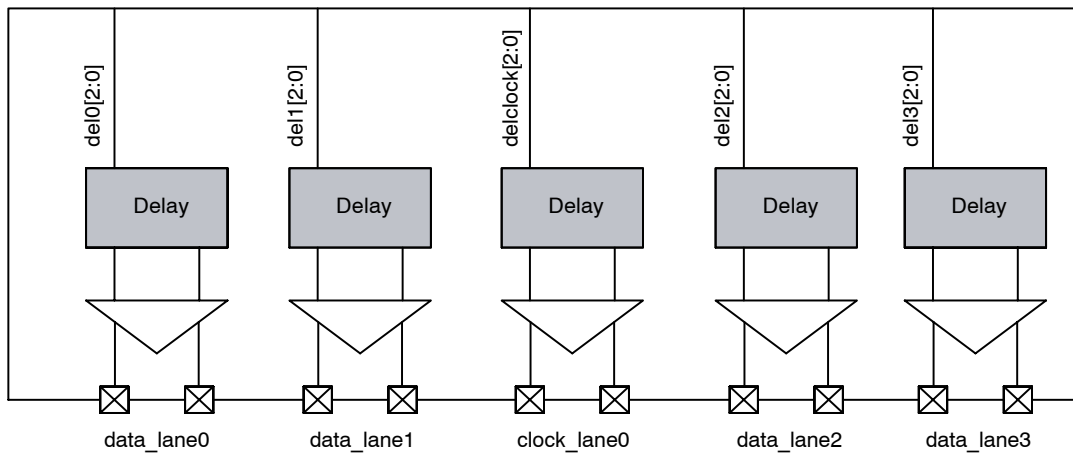 del0[2:0]
del1[2:0]
delclock[2:0]
del2[2:0]
del3[2:0]
Delay
Delay
Delay
Delay
Delay
data_lane0
data_lane1
clock_lane0
data_lane2
data_lane3